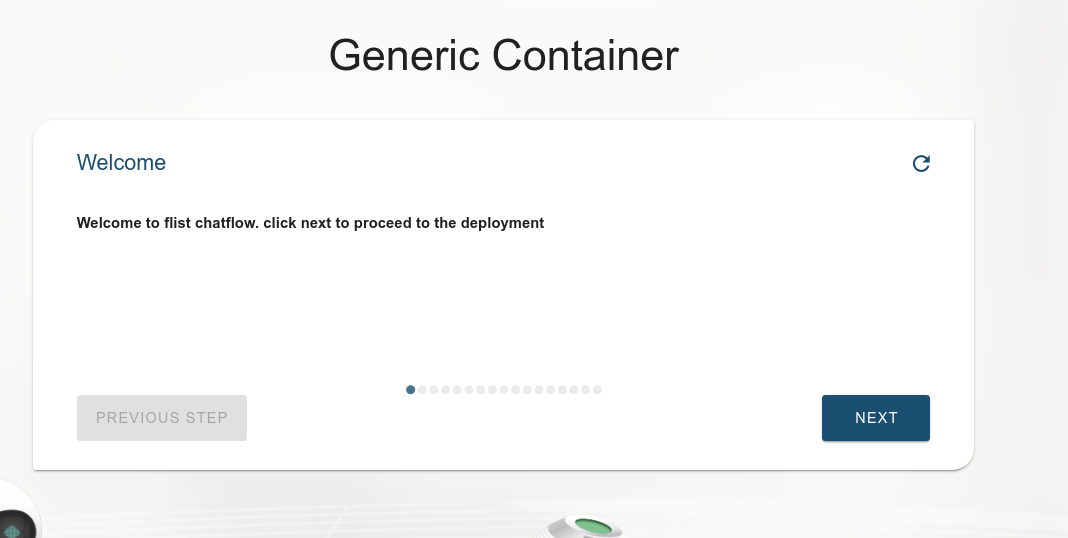 Generic Container
Welcome
Welcome to flist chatflow. click next to proceed to the deployment
PREVIOUS STEP
NEXT